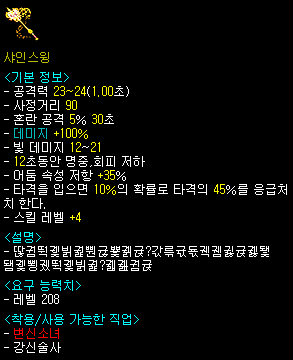 샤인스윙
<기본 정보>
- 공격력 23~24(1,00초)
- 사정거리 90
- 혼란 공격 5% 30초
- 데미지 +100%
- 빛 데미지 12~21
- 12초동안 명중,회피 저하
- 어둠 속성 저항 +35%
- 타격을 입으면 10%의 확률로 타격의 45%를 응급처
치 한다.
- 스킬 레벨 +4
<설명>
<요구 능력치>
- 레벨 208
<착용/사용 가능한 직업>
- 변신소녀
- 강신술사